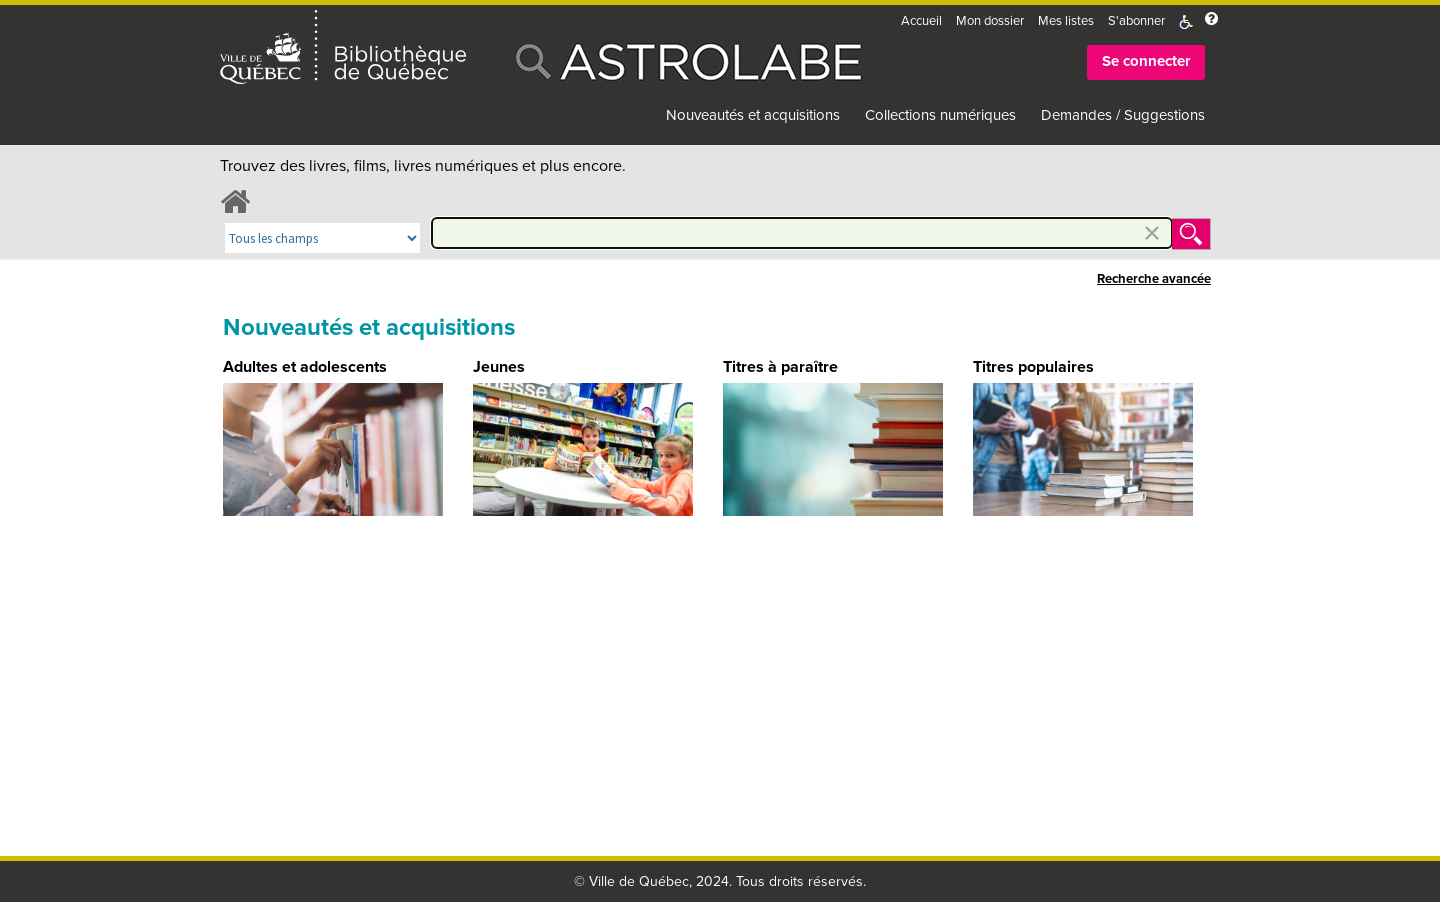 Accueil Mon dossier Mes listes S'abonner
VILLE DE
QUÉBEC
Bibliothèque
de Québec
ASTROLABE
Se connecter
Nouveautés et acquisitions Collections numériques Demandes / Suggestions
Trouvez des livres, films, livres numériques et plus encore.
Tous les champs
Recherche avancée
Nouveautés et acquisitions
Adultes et adolescents Jeunes Titres à paraître Titres populaires
© Ville de Québec, 2024. Tous droits réservés.